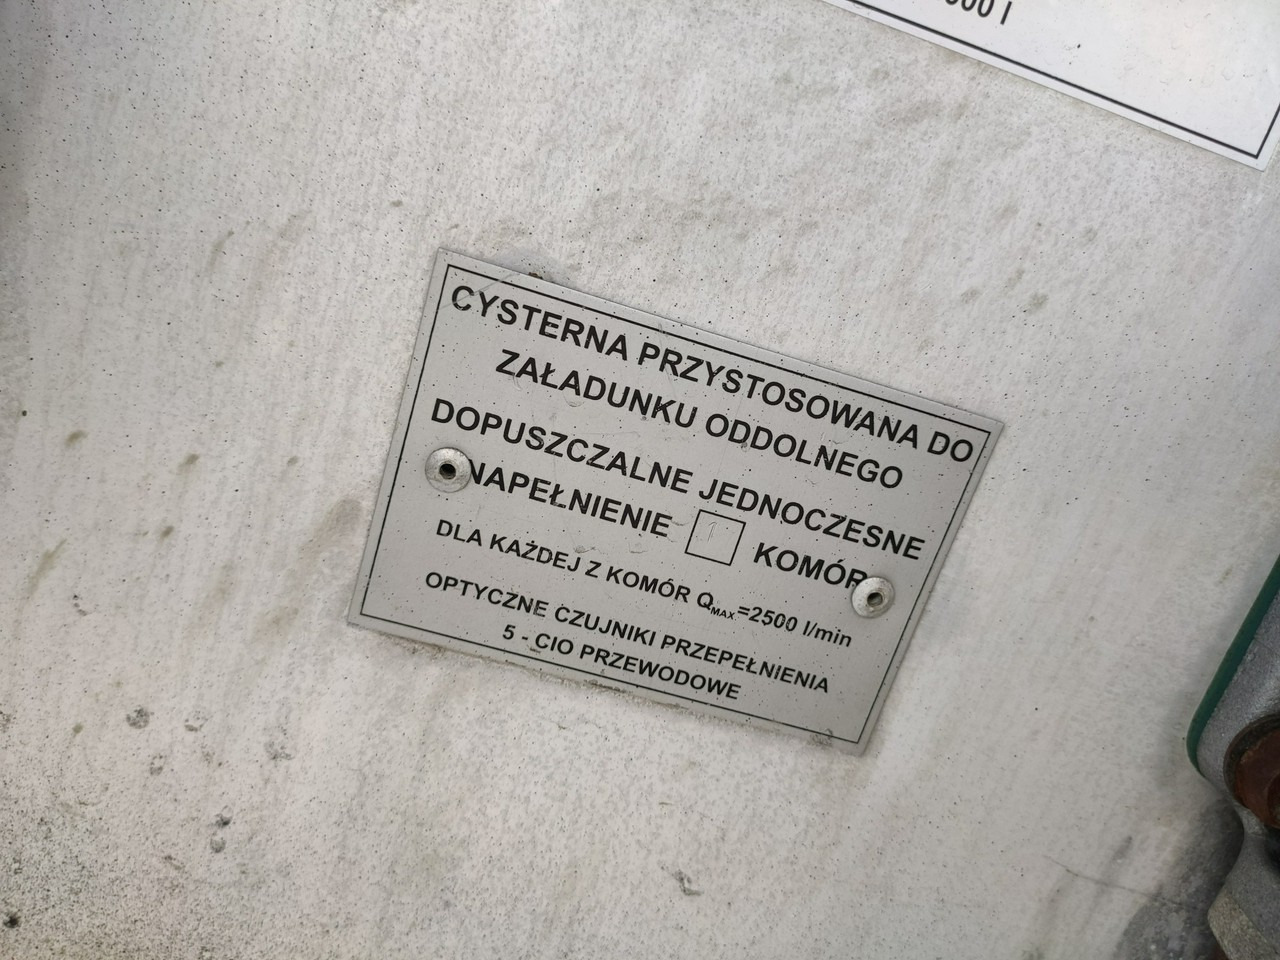 CYSTERNA PRZYSTOSOWANA DO
ZAŁADUNKU ODDOLNEGO
DOPUSZCZALNE JEDNOCZESNE
NAPEŁNIENIE 1 KOMÓR
DLA KAŻDEJ Z KOMÓR QMAX=2500 l/min
OPTYCZNE CZUJNIKI PRZEPEŁNIENIA
5 - CIO PRZEWODOWE